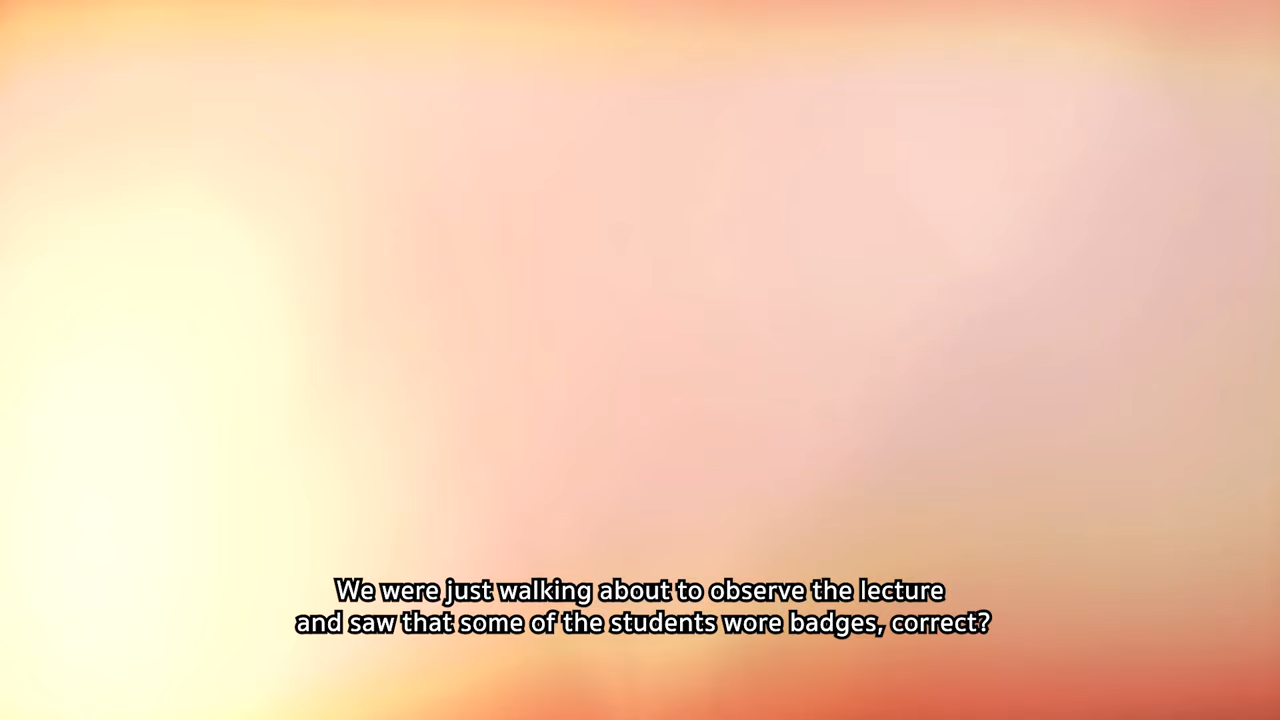 We were just walking about to observe the lecture
and saw that some of the students wore badges, correct?